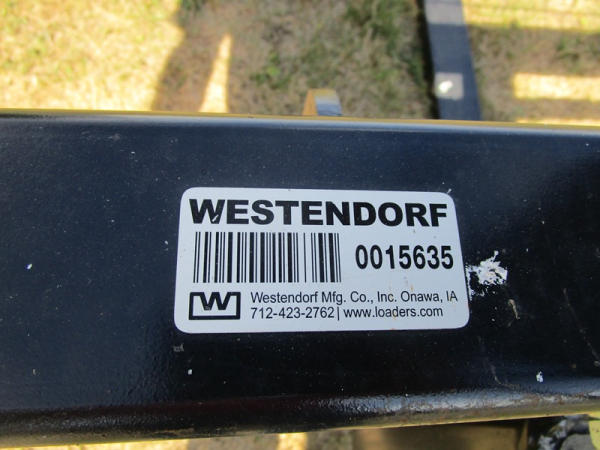 WESTENDORF
0015635
W
Westendorf Mfg. Co., Inc. Onawa, IA
712-423-2762 | www.loaders.com